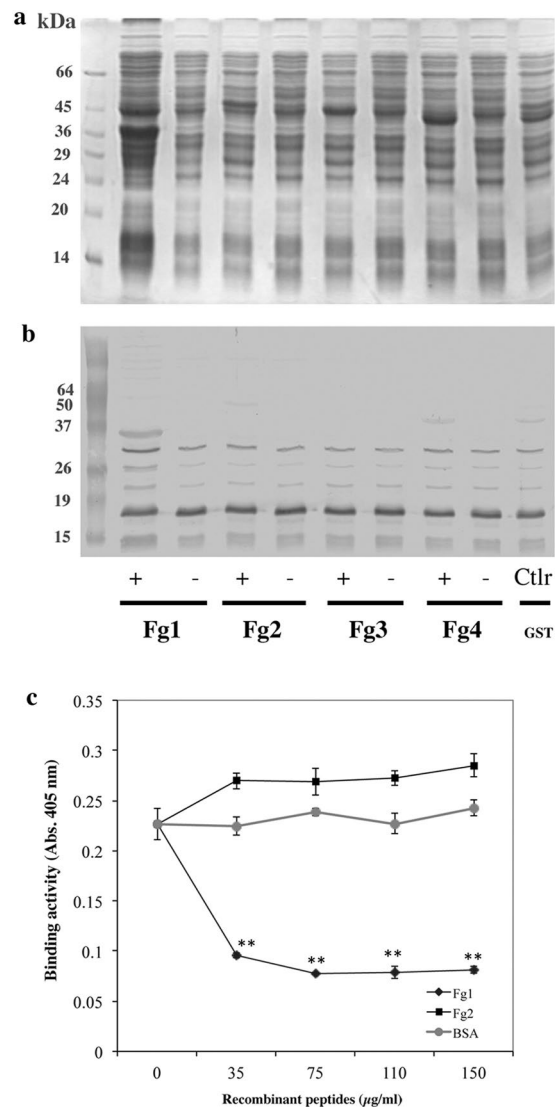 a kDa
66
45
36
29
24
20
14
b
64
50
37
26
19
15
+ - + - + - + - Ctlr
Fg1 Fg2 Fg3 Fg4 GST
c
0.35
0.3
0.25
0.2
0.15
0.1
0.05
0
Binding activity (Abs. 405 nm)
** ** ** **
Fg1
Fg2
BSA
0 35 75 110 150
Recombinant peptides (µg/ml)